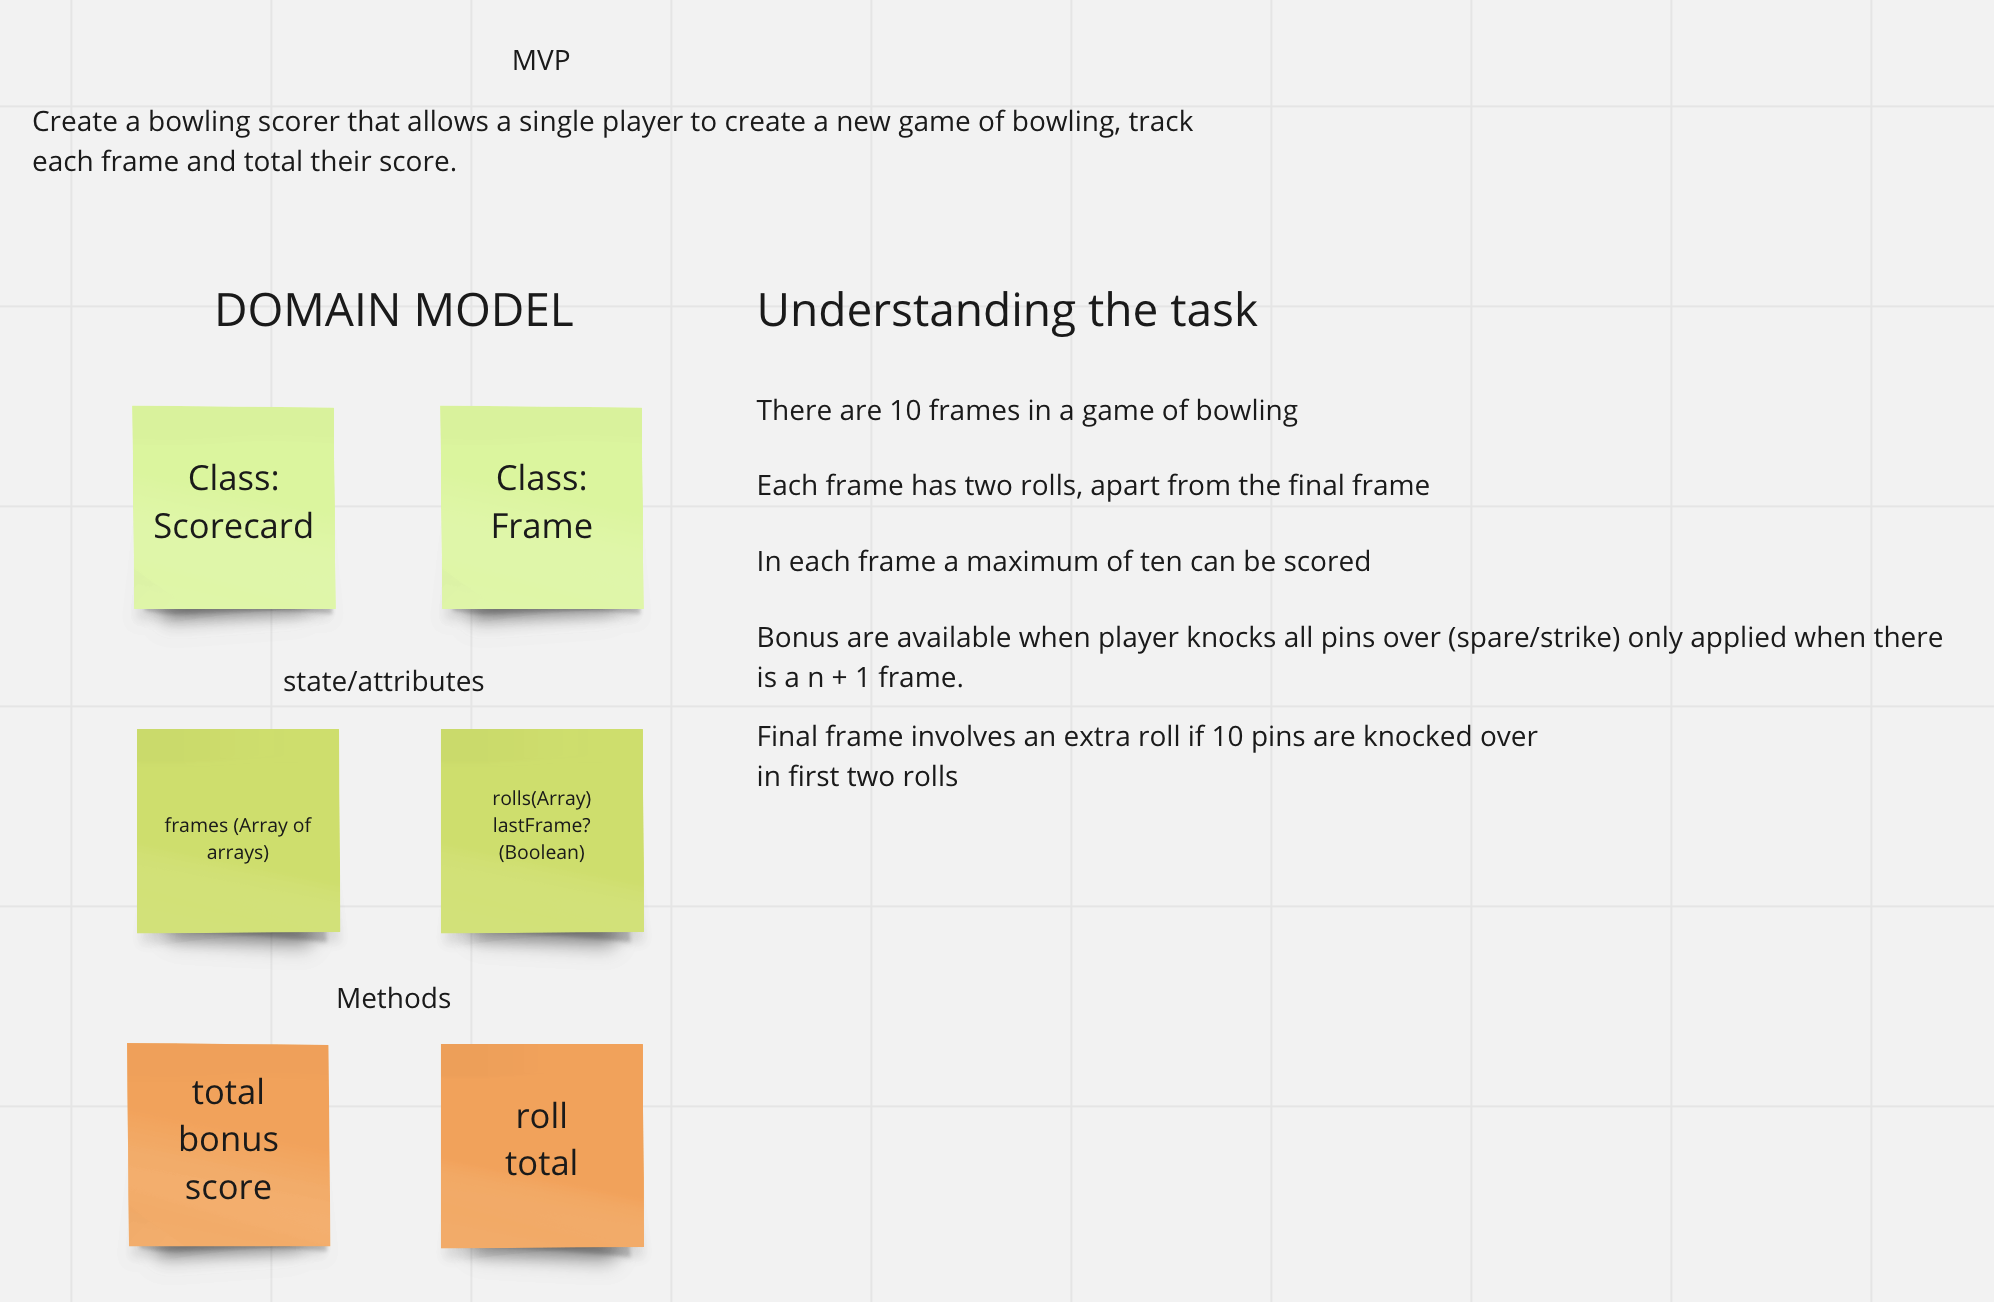 MVP
Create a bowling scorer that allows a single player to create a new game of bowling, track
each frame and total their score.
DOMAIN MODEL
Class:
Scorecard
Class:
Frame
state/attributes
frames (Array of
arrays)
rolls(Array)
lastFrame?
(Boolean)
Methods
total
bonus
score
roll
total
Understanding the task
There are 10 frames in a game of bowling
Each frame has two rolls, apart from the final frame
In each frame a maximum of ten can be scored
Bonus are available when player knocks all pins over (spare/strike) only applied when there
is a n + 1 frame.
Final frame involves an extra roll if 10 pins are knocked over
in first two rolls